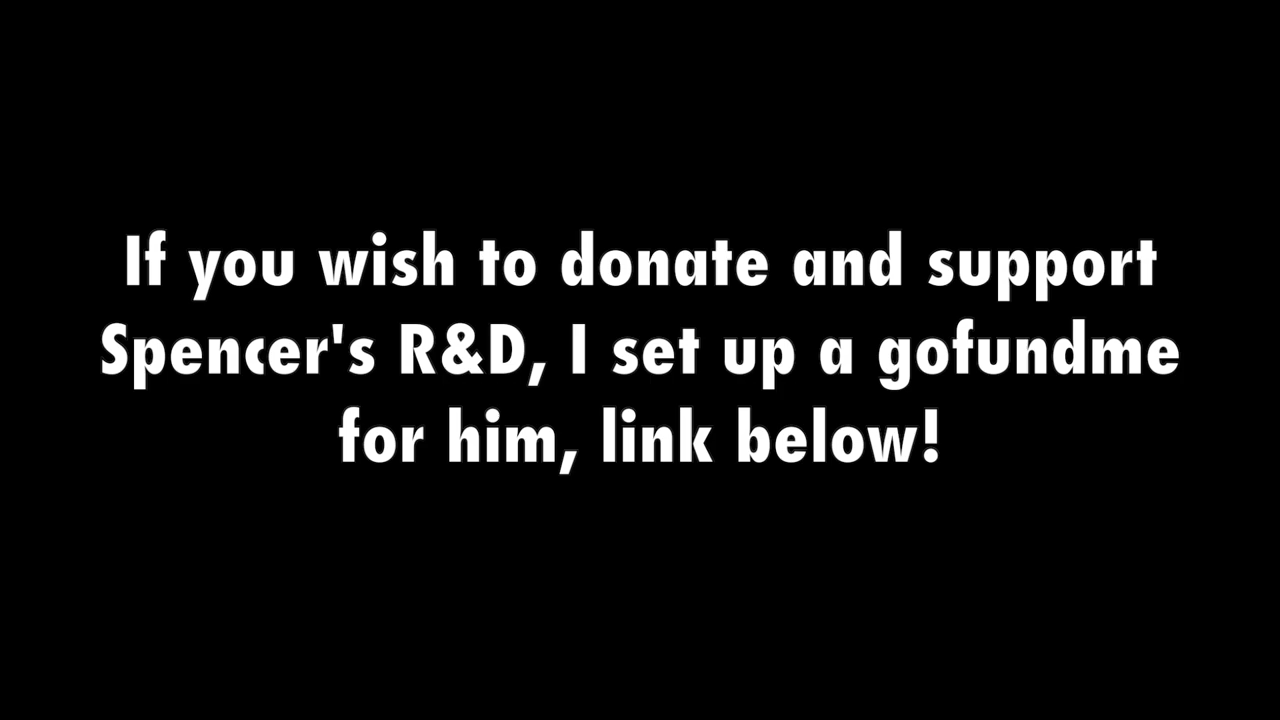 If you wish to donate and support
Spencer's R&D, I set up a gofundme
for him, link below!